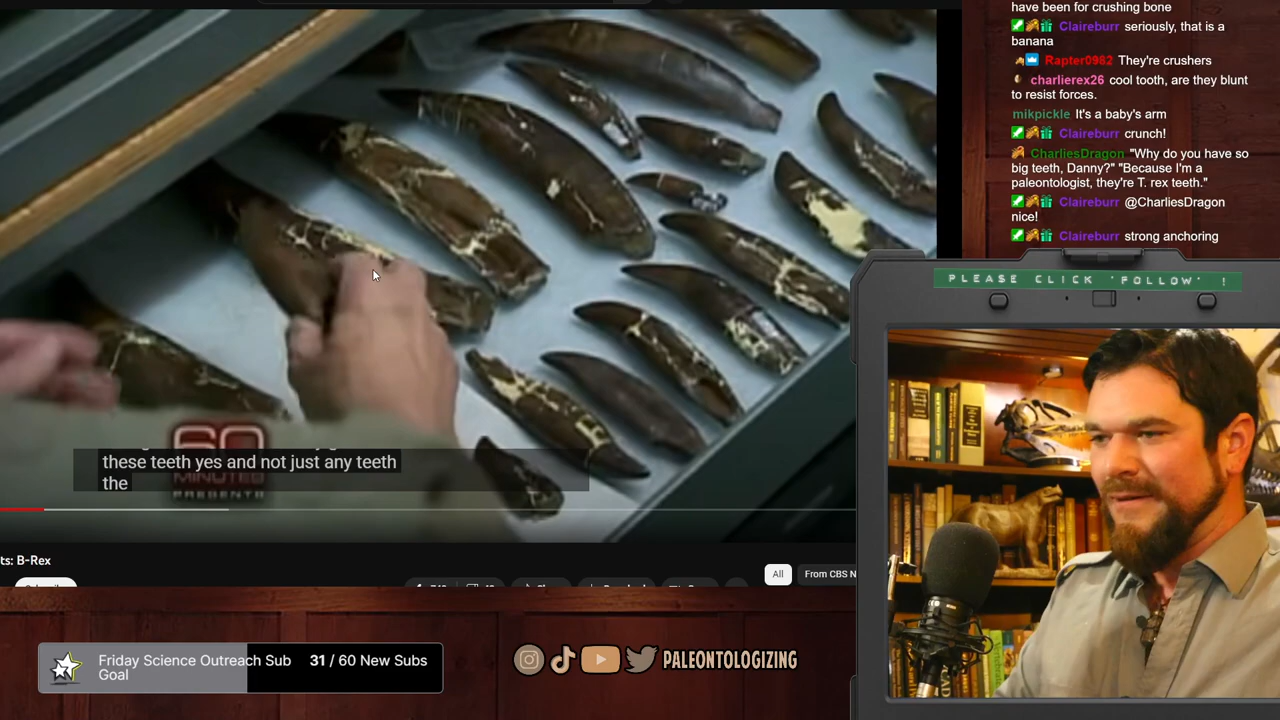 have been for crushing bone
Claireburr seriously, that is a
banana
Rapter0982 They're crushers
charlierex26 cool tooth, are they blunt
to resist forces.
mikpickle It's a baby's arm
Claireburr crunch!
CharliesDragon "Why do you have so
big teeth, Danny?" "Because I'm a
paleontologist, they're T. rex teeth."
Claireburr @CharliesDragon
nice!
Claireburr strong anchoring
PLEASE CLICK 'FOLLOW' !
60
MINUTES
PRESENTS
these teeth yes and not just any teeth
the
ts: B-Rex
All
From CBS N
Friday Science Outreach Sub
Goal
31 / 60 New Subs
PALEONTOLOGIZING